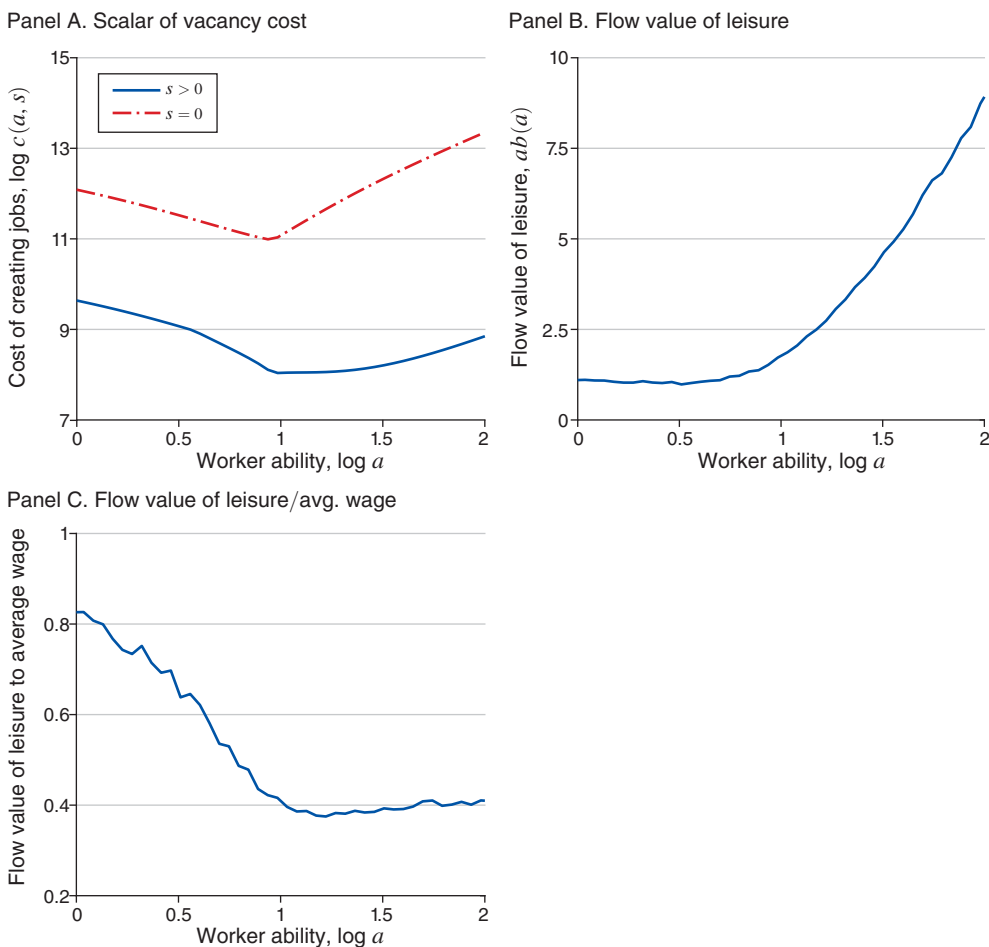 Panel A. Scalar of vacancy cost
Cost of creating jobs, log c(a, s)
15
13
11
9
7
s > 0
s = 0
0
0.5
1
1.5
2
Worker ability, log a
Panel B. Flow value of leisure
Flow value of leisure, ab(a)
10
7.5
5
2.5
0
0
0.5
1
1.5
2
Worker ability, log a
Panel C. Flow value of leisure/avg. wage
Flow value of leisure to average wage
1
0.8
0.6
0.4
0.2
0
0.5
1
1.5
2
Worker ability, log a